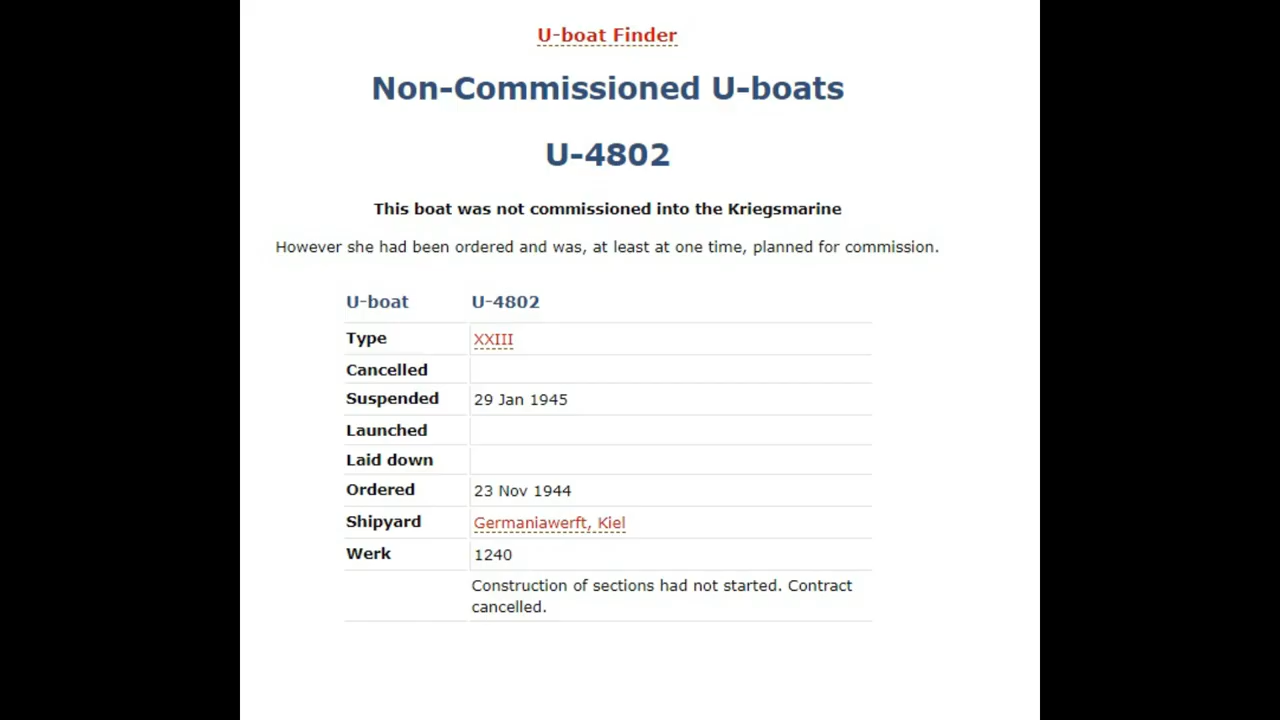 U-boat Finder
Non-Commissioned U-boats
U-4802
This boat was not commissioned into the Kriegsmarine
However she had been ordered and was, at least at one time, planned for commission.
U-boat U-4802
Type XXIII
Cancelled
Suspended 29 Jan 1945
Launched
Laid down
Ordered 23 Nov 1944
Shipyard Germaniawerft, Kiel
Werk 1240
Construction of sections had not started. Contract
cancelled.